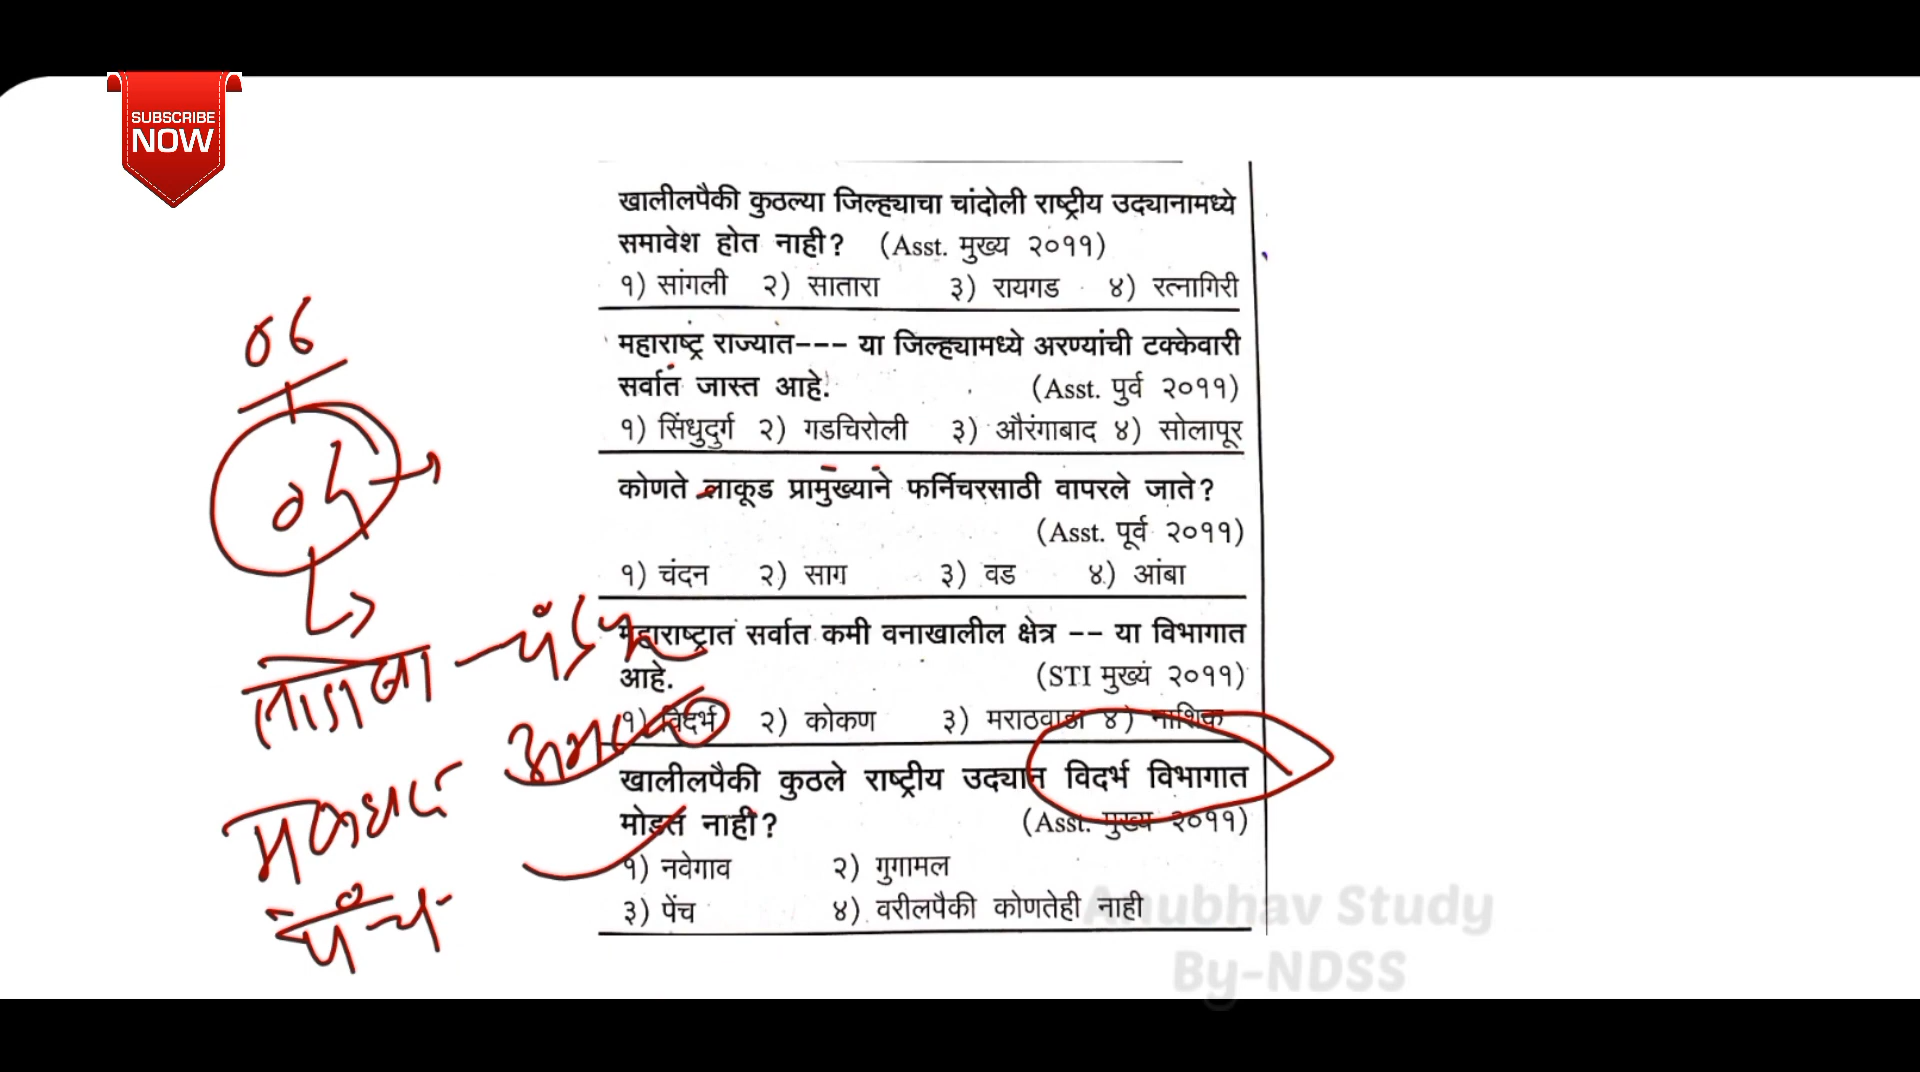 SUBSCRIBE
NOW
खालीलपैकी कुठल्या जिल्ह्याचा चांदोली राष्ट्रीय उद्यानामध्ये
समावेश होत नाही? (Asst. मुख्य २०११)
१) सांगली २) सातारा ३) रायगड ४) रत्नागिरी
महाराष्ट्र राज्यात--- या जिल्ह्यामध्ये अरण्यांची टक्केवारी
सर्वात जास्त आहे. (Asst. पुर्व २०११)
१) सिंधुदुर्ग २) गडचिरोली ३) औरंगाबाद ४) सोलापूर
कोणते लाकूड प्रामुख्याने फर्निचरसाठी वापरले जाते?
(Asst. पूर्व २०११)
१) चंदन २) साग ३) वड ४) आंबा
महाराष्ट्रात सर्वात कमी वनाखालील क्षेत्र -- या विभागात
आहे. (STI मुख्य २०११)
१) विदर्भ २) कोकण ३) मराठवाडा ४) नाशिक
खालीलपैकी कुठले राष्ट्रीय उद्यान विदर्भ विभागात
मोडत नाही? (Asst. मुख्य २०११)
१) नवेगाव २) गुगामल
३) पेंच ४) वरीलपैकी कोणतेही नाही
06
ताडोबा
पेंच
Anubhav Study
By-NDSS